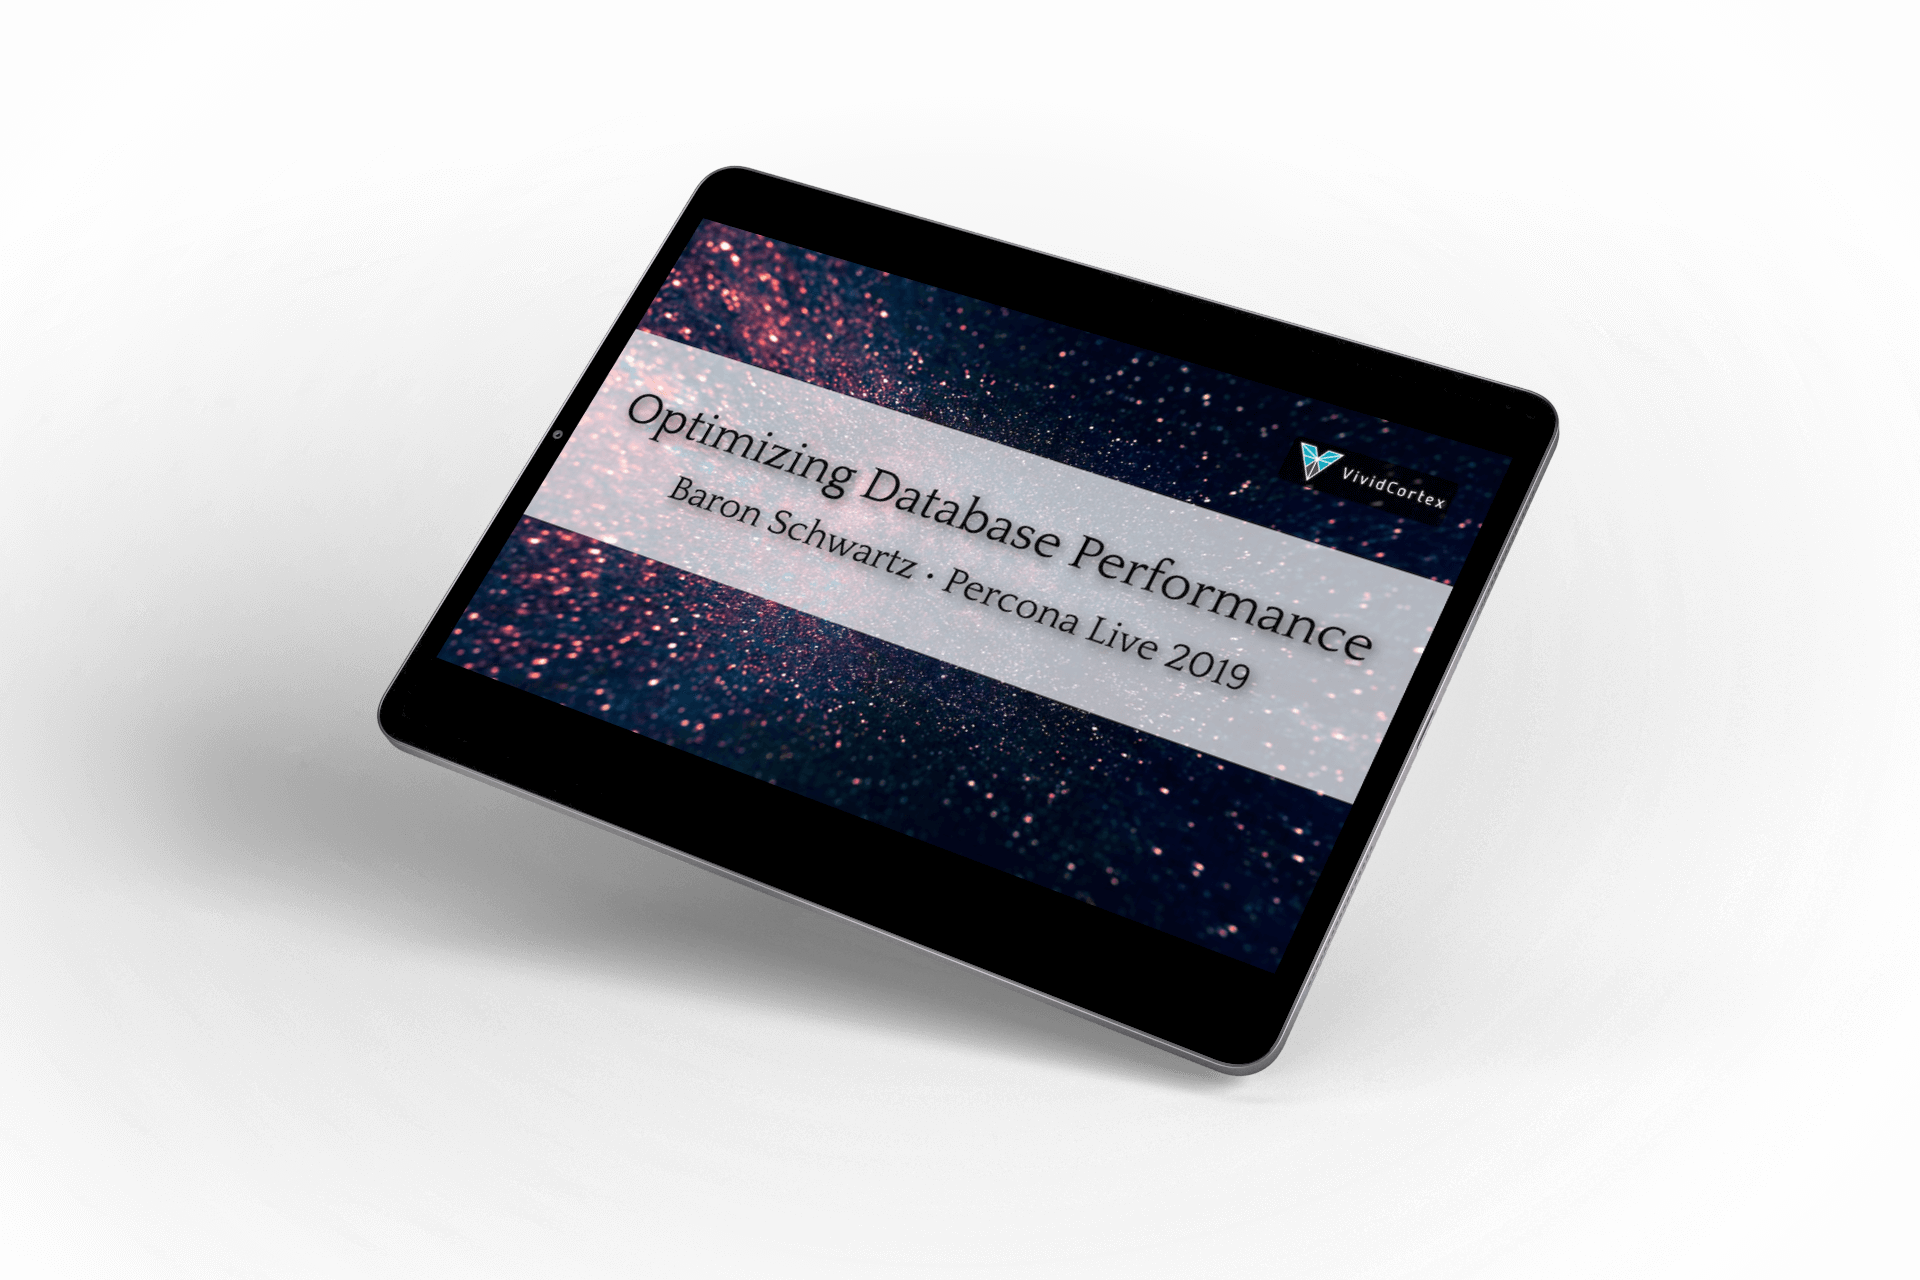 VividCortex
Optimizing Database Performance
Baron Schwartz · Percona Live 2019